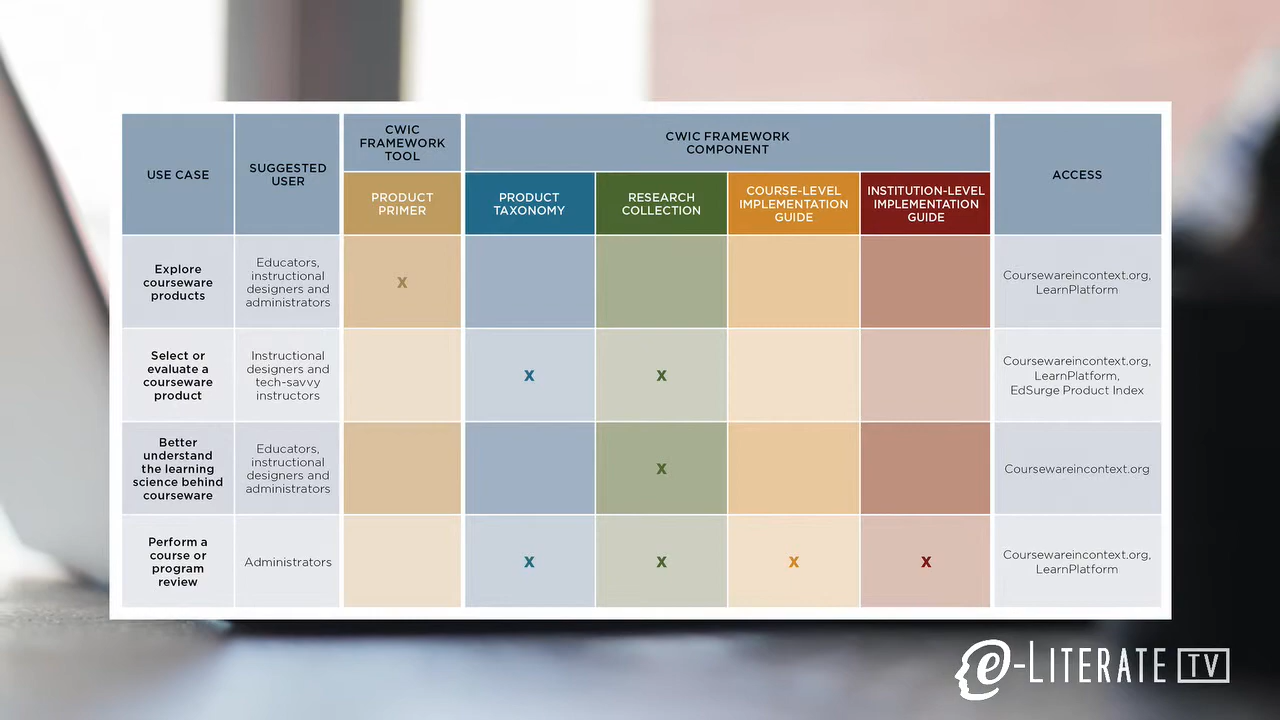 USE CASE
SUGGESTED
USER
CWIC
FRAMEWORK
TOOL
CWIC FRAMEWORK
COMPONENT
ACCESS
PRODUCT
PRIMER
PRODUCT
TAXONOMY
RESEARCH
COLLECTION
COURSE-LEVEL
IMPLEMENTATION
GUIDE
INSTITUTION-LEVEL
IMPLEMENTATION
GUIDE
Explore
courseware
products
Educators,
instructional
designers and
administrators
X
Coursewareincontext.org,
LearnPlatform
Select or
evaluate a
courseware
product
Instructional
designers and
tech-savvy
instructors
X
X
Coursewareincontext.org,
LearnPlatform,
EdSurge Product Index
Better
understand
the learning
science behind
courseware
Educators,
instructional
designers and
administrators
X
Coursewareincontext.org
Perform a
course or
program
review
Administrators
X
X
X
X
Coursewareincontext.org,
LearnPlatform
e-LITERATE TV